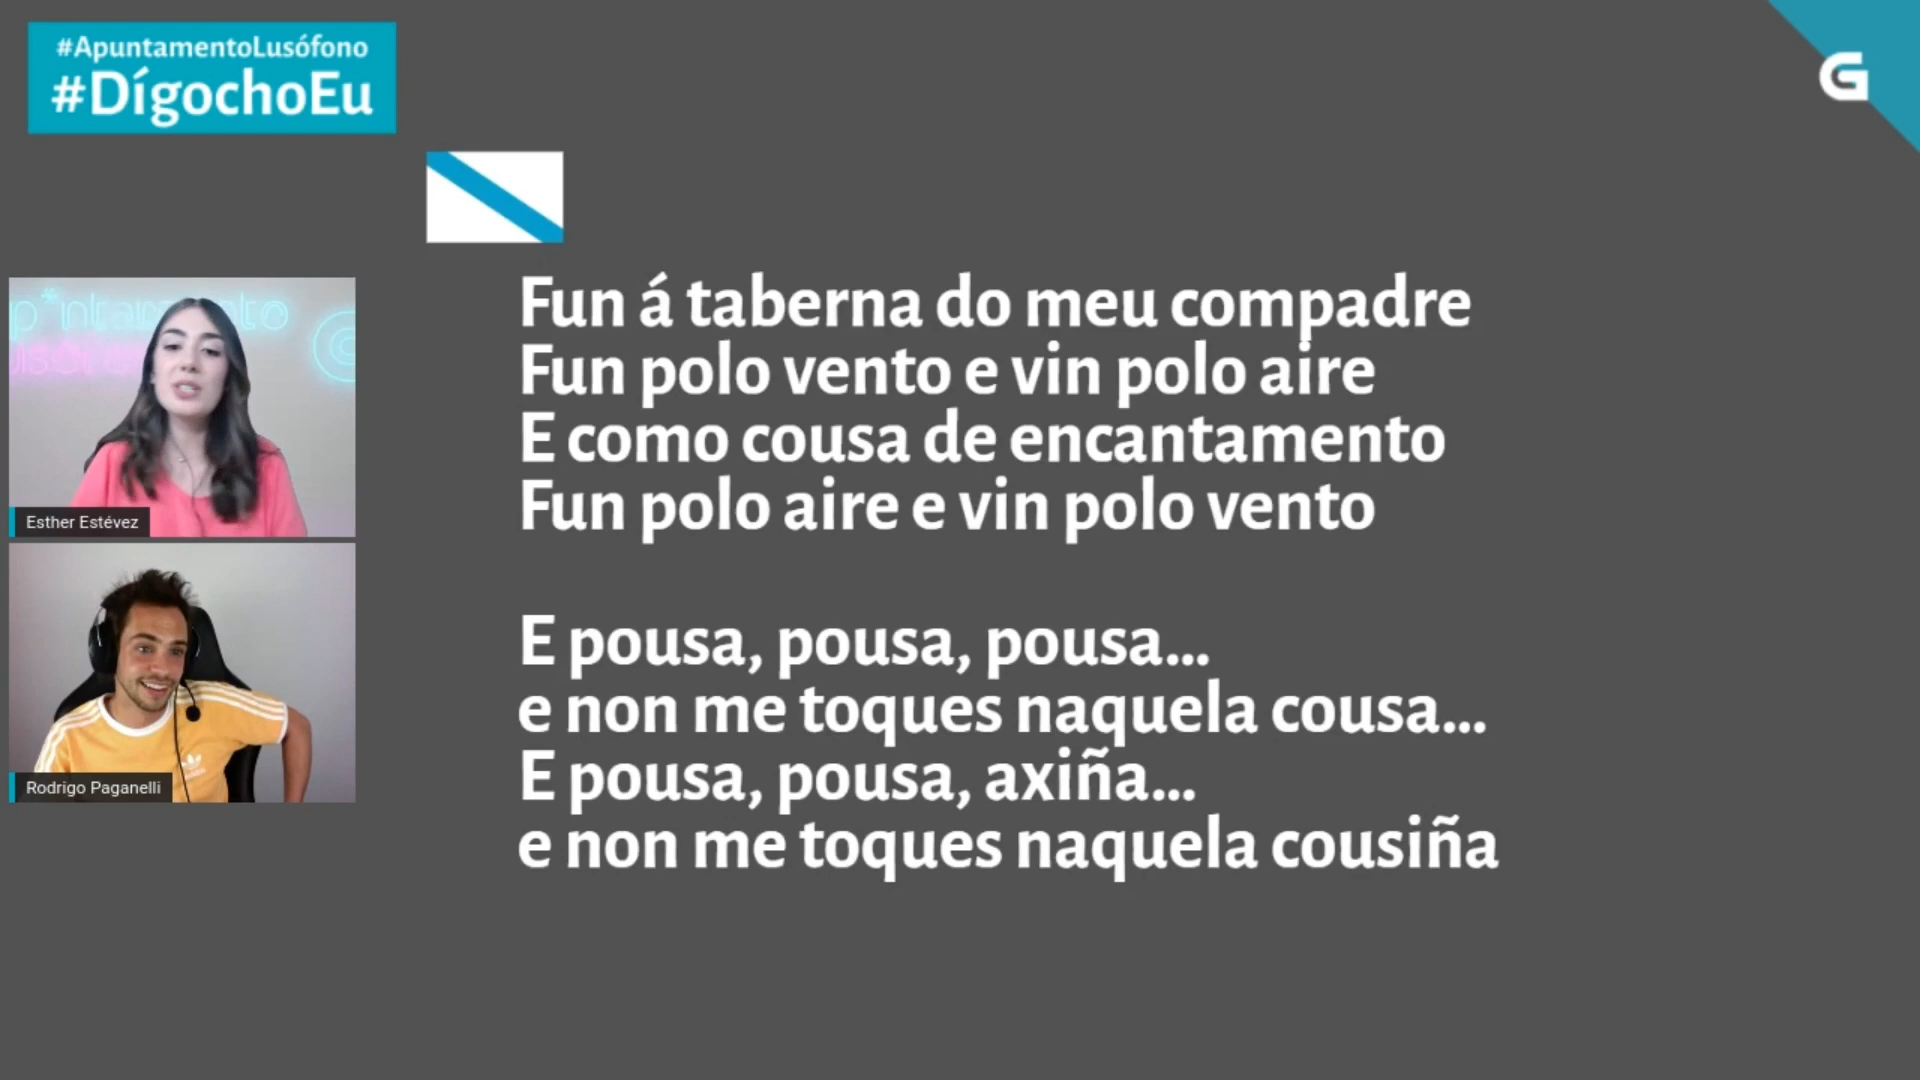 #ApuntamentoLusófono
#DígochoEu
G
Fun á taberna do meu compadre
Fun polo vento e vin polo aire
E como cousa de encantamento
Fun polo aire e vin polo vento
E pousa, pousa, pousa...
e non me toques naquela cousa...
E pousa, pousa, axiña...
e non me toques naquela cousiña
Esther Estévez
Rodrigo Paganelli